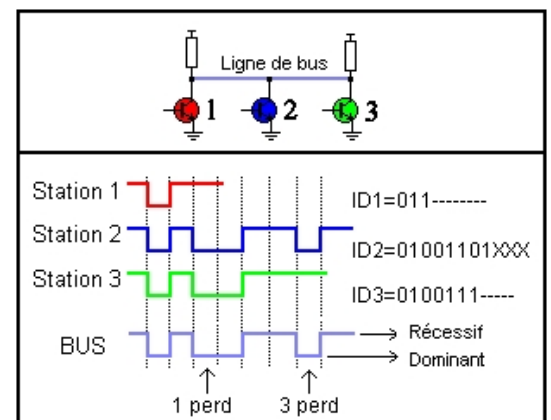 Ligne de bus
1 2 3
Station 1
ID1=011--------
Station 2
ID2=01001101XXX
Station 3
ID3=0100111-----
BUS
Récessif
Dominant
1 perd
3 perd